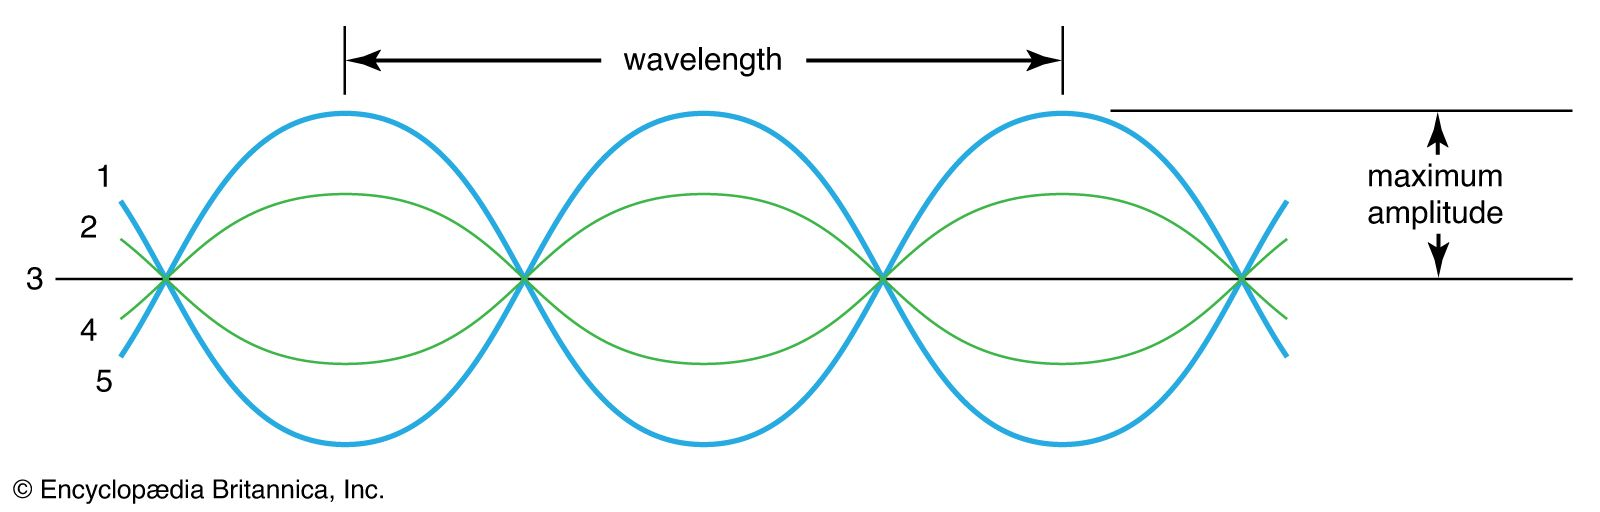 wavelength
1
maximum
amplitude
2
3
4
5
© Encyclopædia Britannica, Inc.